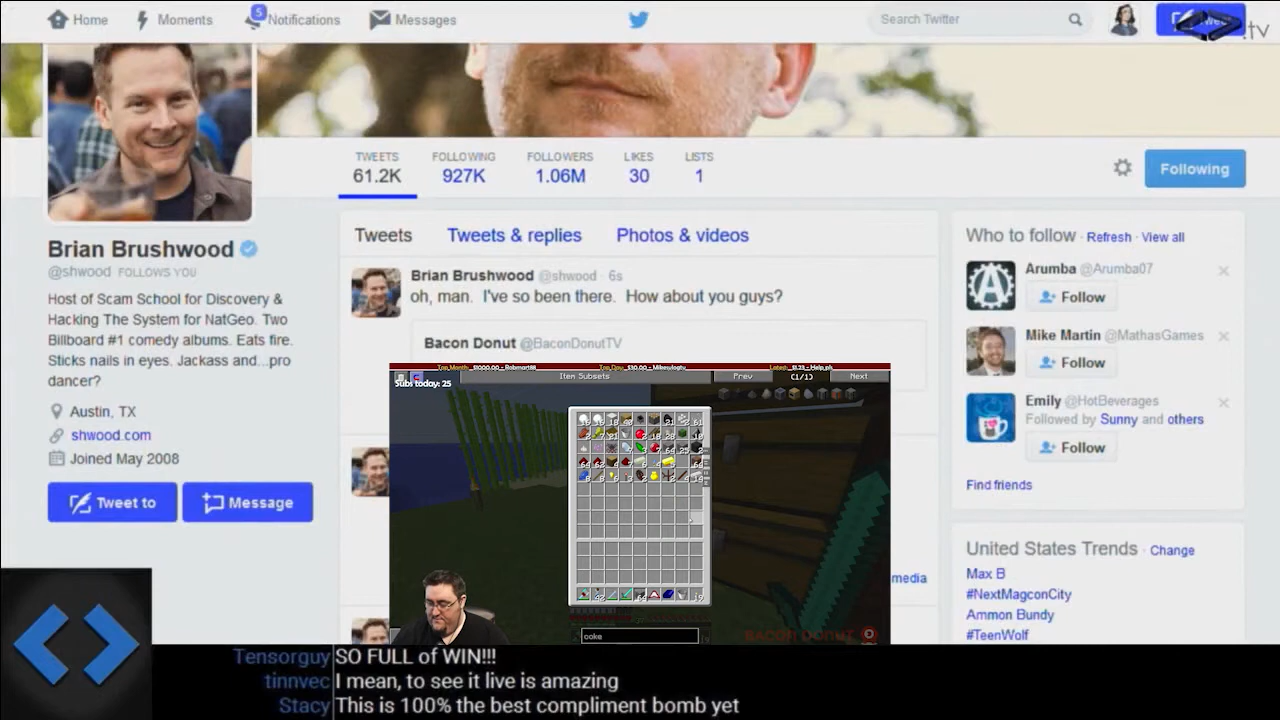 Home Moments Notifications 5 Messages Search Twitter Tweet .tv
TWEETS FOLLOWING FOLLOWERS LIKES LISTS
61.2K 927K 1.06M 30 1
Following
Brian Brushwood
@shwood FOLLOWS YOU
Host of Scam School for Discovery &
Hacking The System for NatGeo. Two
Billboard #1 comedy albums. Eats fire.
Sticks nails in eyes. Jackass and...pro
dancer?
Austin, TX
shwood.com
Joined May 2008
Tweet to Message
Tweets Tweets & replies Photos & videos
Brian Brushwood @shwood · 6s
oh, man. I've so been there. How about you guys?
Bacon Donut @BaconDonutTV
Subs today: 25
Item Subsets Prev (1/1) Next
coke
BACON DONUT
media
Who to follow · Refresh · View all
Arumba @Arumba07
Follow
Mike Martin @MathasGames
Follow
Emily @HotBeverages
Followed by Sunny and others
Follow
Find friends
United States Trends · Change
Max B
#NextMagconCity
Ammon Bundy
#TeenWolf
Tensorguy SO FULL of WIN!!!
tinnvec I mean, to see it live is amazing
Stacy This is 100% the best compliment bomb yet